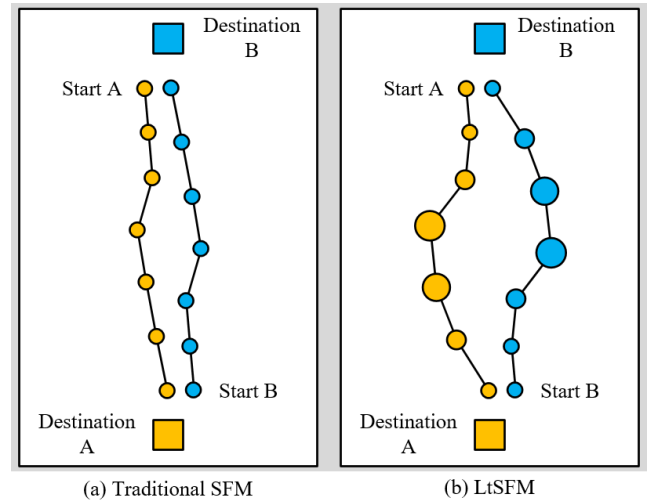 Destination
B
Start A
Start B
Destination
A
(a) Traditional SFM
Destination
B
Start A
Start B
Destination
A
(b) LtSFM